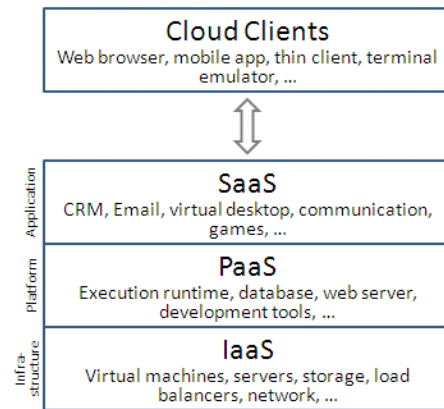 Cloud Clients
Web browser, mobile app, thin client, terminal
emulator, ...
Application
SaaS
CRM, Email, virtual desktop, communication,
games, ...
Platform
PaaS
Execution runtime, database, web server,
development tools, ...
Infra-
structure
IaaS
Virtual machines, servers, storage, load
balancers, network, ...